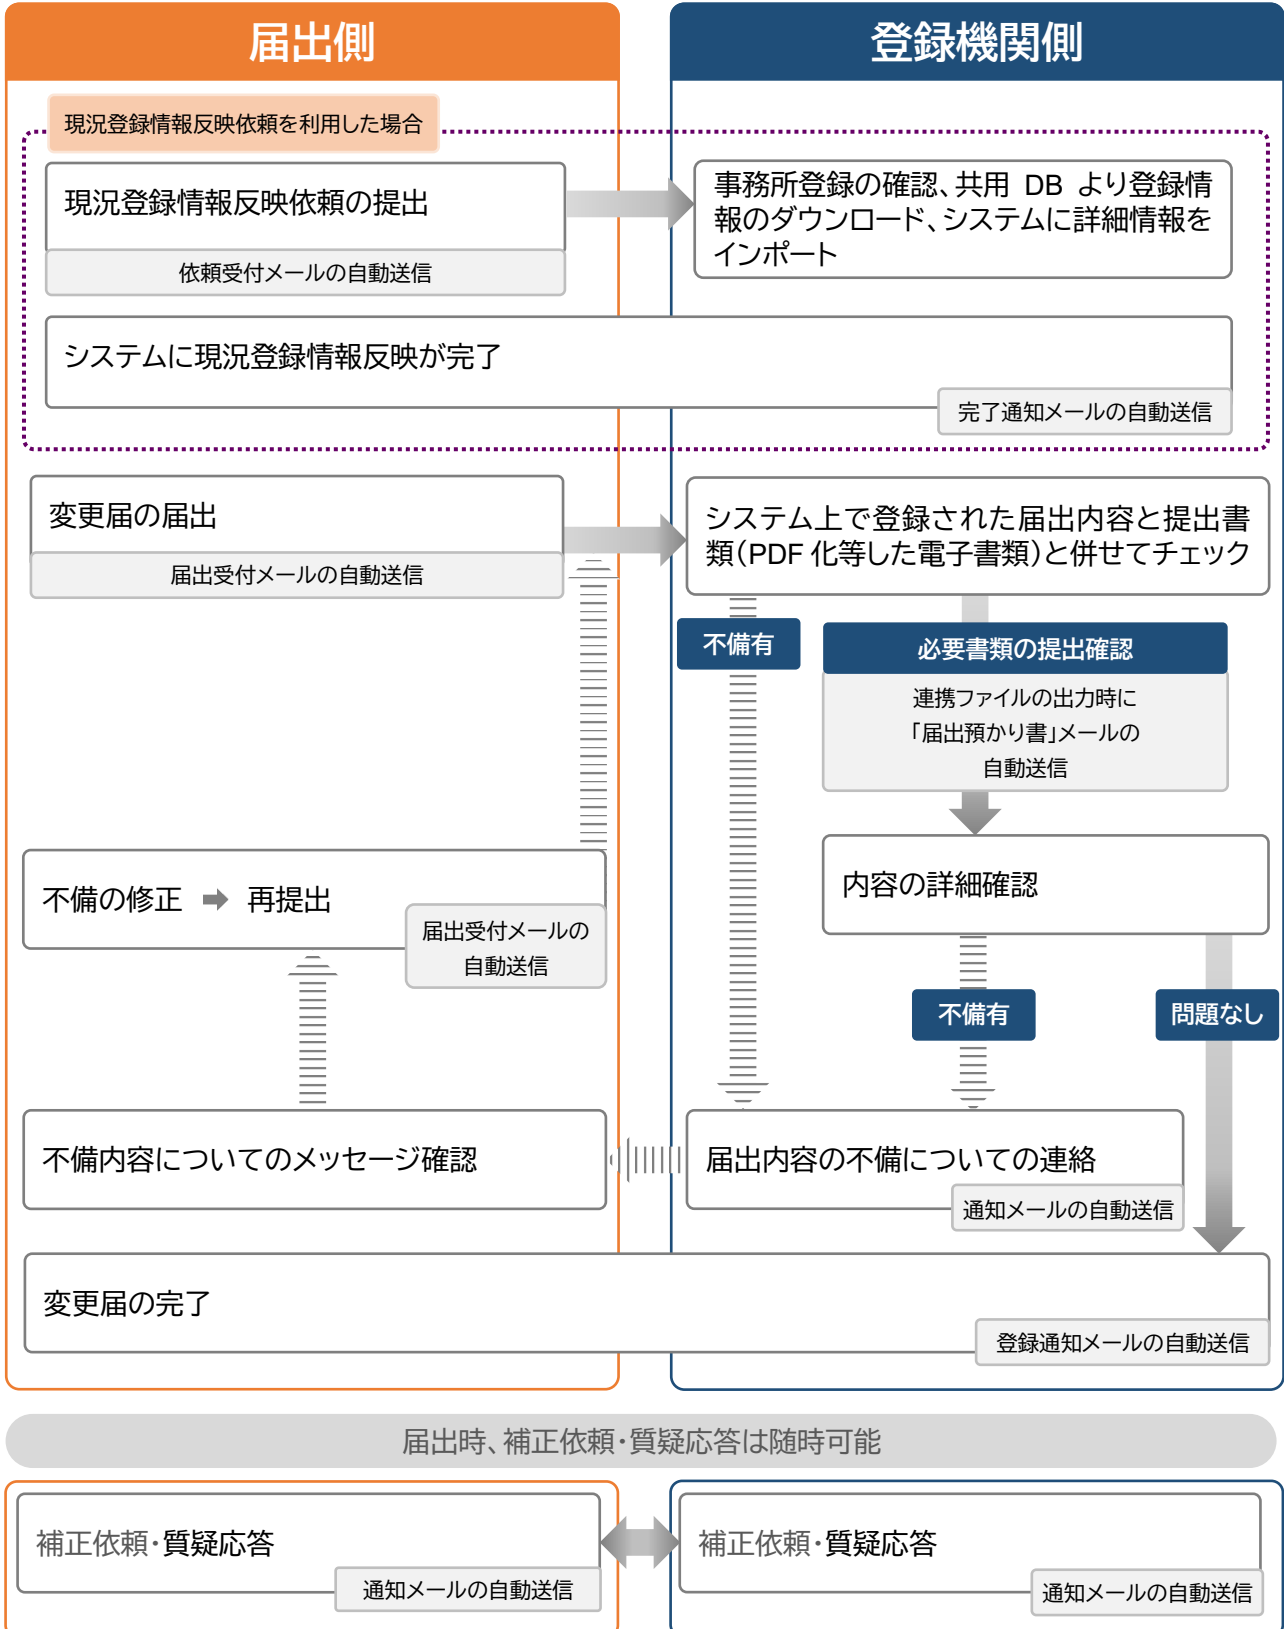 届出側
登録機関側
現況登録情報反映依頼を利用した場合
現況登録情報反映依頼の提出
依頼受付メールの自動送信
事務所登録の確認、共用 DB より登録情
報のダウンロード、システムに詳細情報を
インポート
システムに現況登録情報反映が完了
完了通知メールの自動送信
変更届の届出
届出受付メールの自動送信
システム上で登録された届出内容と提出書
類（PDF 化等した電子書類）と併せてチェック
不備有
必要書類の提出確認
連携ファイルの出力時に
「届出預かり書」メールの
自動送信
不備の修正 ➡ 再提出
届出受付メールの
自動送信
内容の詳細確認
不備有
問題なし
不備内容についてのメッセージ確認
届出内容の不備についての連絡
通知メールの自動送信
変更届の完了
登録通知メールの自動送信
届出時、補正依頼・質疑応答は随時可能
補正依頼・質疑応答
通知メールの自動送信
補正依頼・質疑応答
通知メールの自動送信